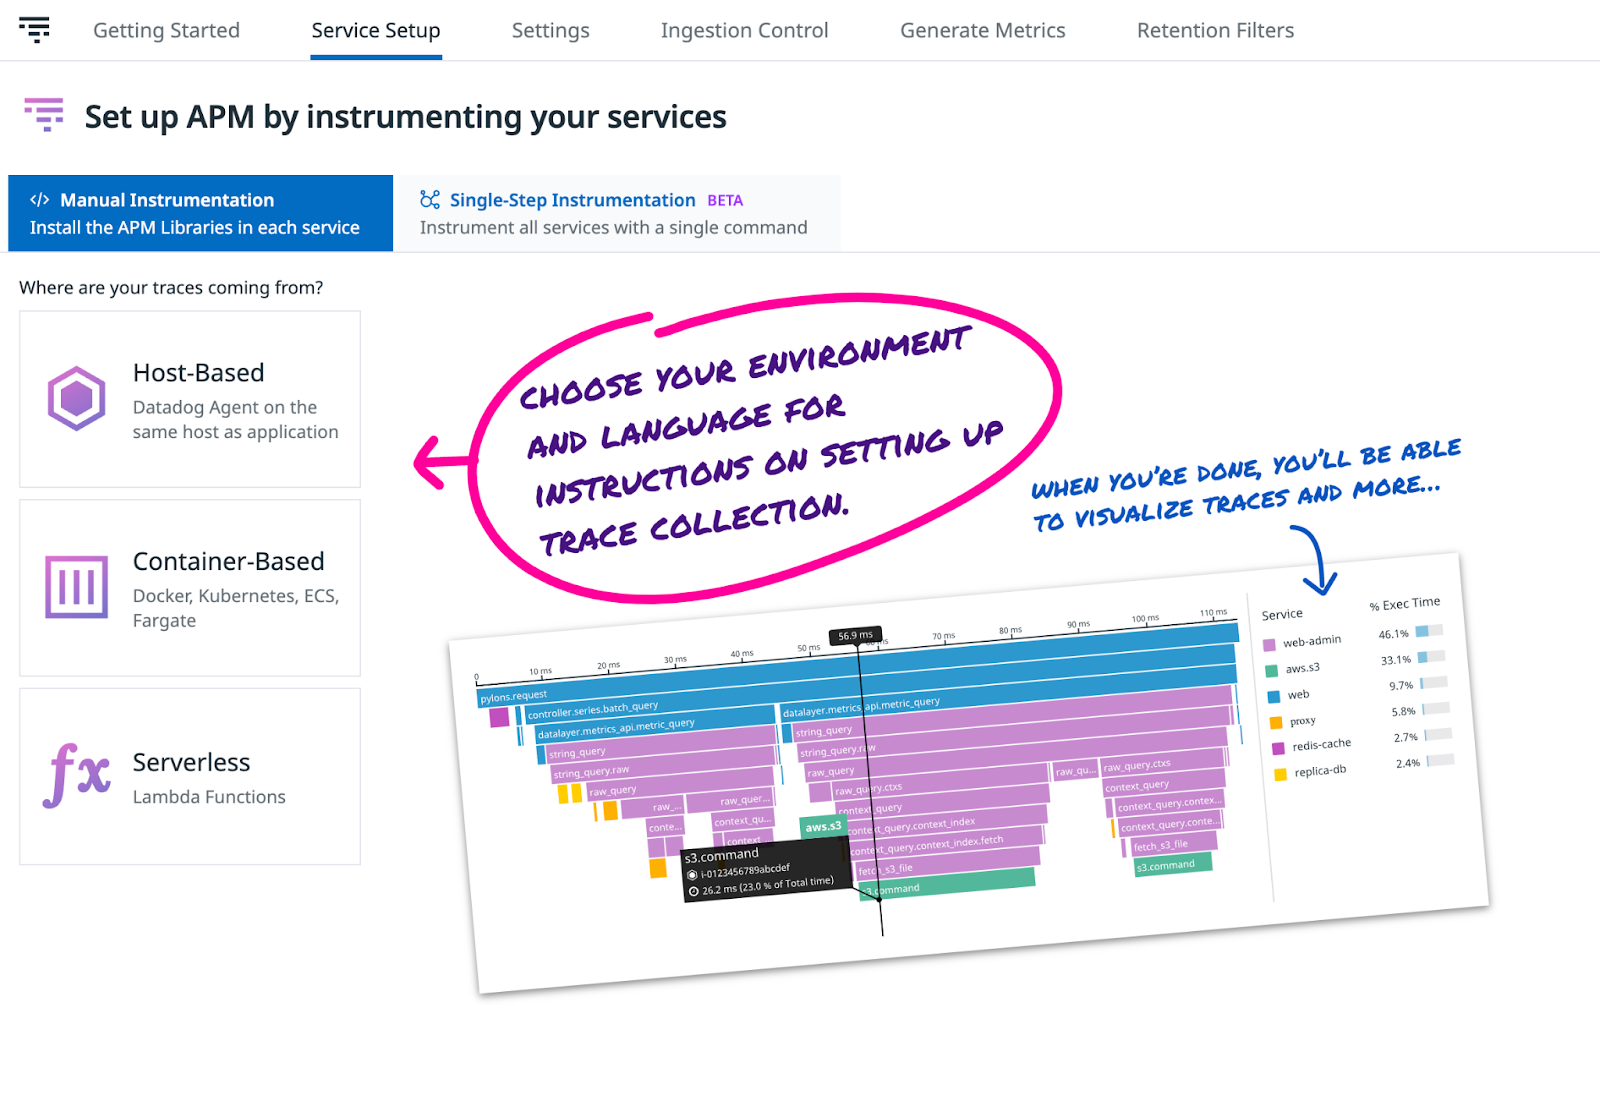 Getting Started
Service Setup
Settings
Ingestion Control
Generate Metrics
Retention Filters
Set up APM by instrumenting your services
</> Manual Instrumentation
Install the APM Libraries in each service
Single-Step Instrumentation BETA
Instrument all services with a single command
Where are your traces coming from?
Host-Based
Datadog Agent on the
same host as application
Container-Based
Docker, Kubernetes, ECS,
Fargate
fx
Serverless
Lambda Functions
CHOOSE YOUR ENVIRONMENT
AND LANGUAGE FOR
INSTRUCTIONS ON SETTING UP
TRACE COLLECTION.
WHEN YOU'RE DONE, YOU'LL BE ABLE
TO VISUALIZE TRACES AND MORE...
0
10 ms
20 ms
30 ms
40 ms
50 ms
56.9 ms
70 ms
80 ms
90 ms
100 ms
110 ms
pylons.request
controller.series.batch_query
datalayer.metrics_api.metric_query
datalayer.metrics_api.metric_query
string_query
string_query
string_query.raw
string_query.raw
raw_query
raw_query
raw_qu...
raw_query.ctxs
raw_...
raw_quer...
raw_query.ctxs
context_query
conte...
context_qu...
context_query
context_query.contex...
context
aws.s3
context_query.context_index
context_query.conte...
context_query.context_index.fetch
fetch_s3_file
fetch_s3_file
s3.command
s3.command
s3.command
i-0123456789abcdef
26.2 ms (23.0 % of Total time)
Service
% Exec Time
web-admin 46.1%
aws.s3 33.1%
web 9.7%
proxy 5.8%
redis-cache 2.7%
replica-db 2.4%